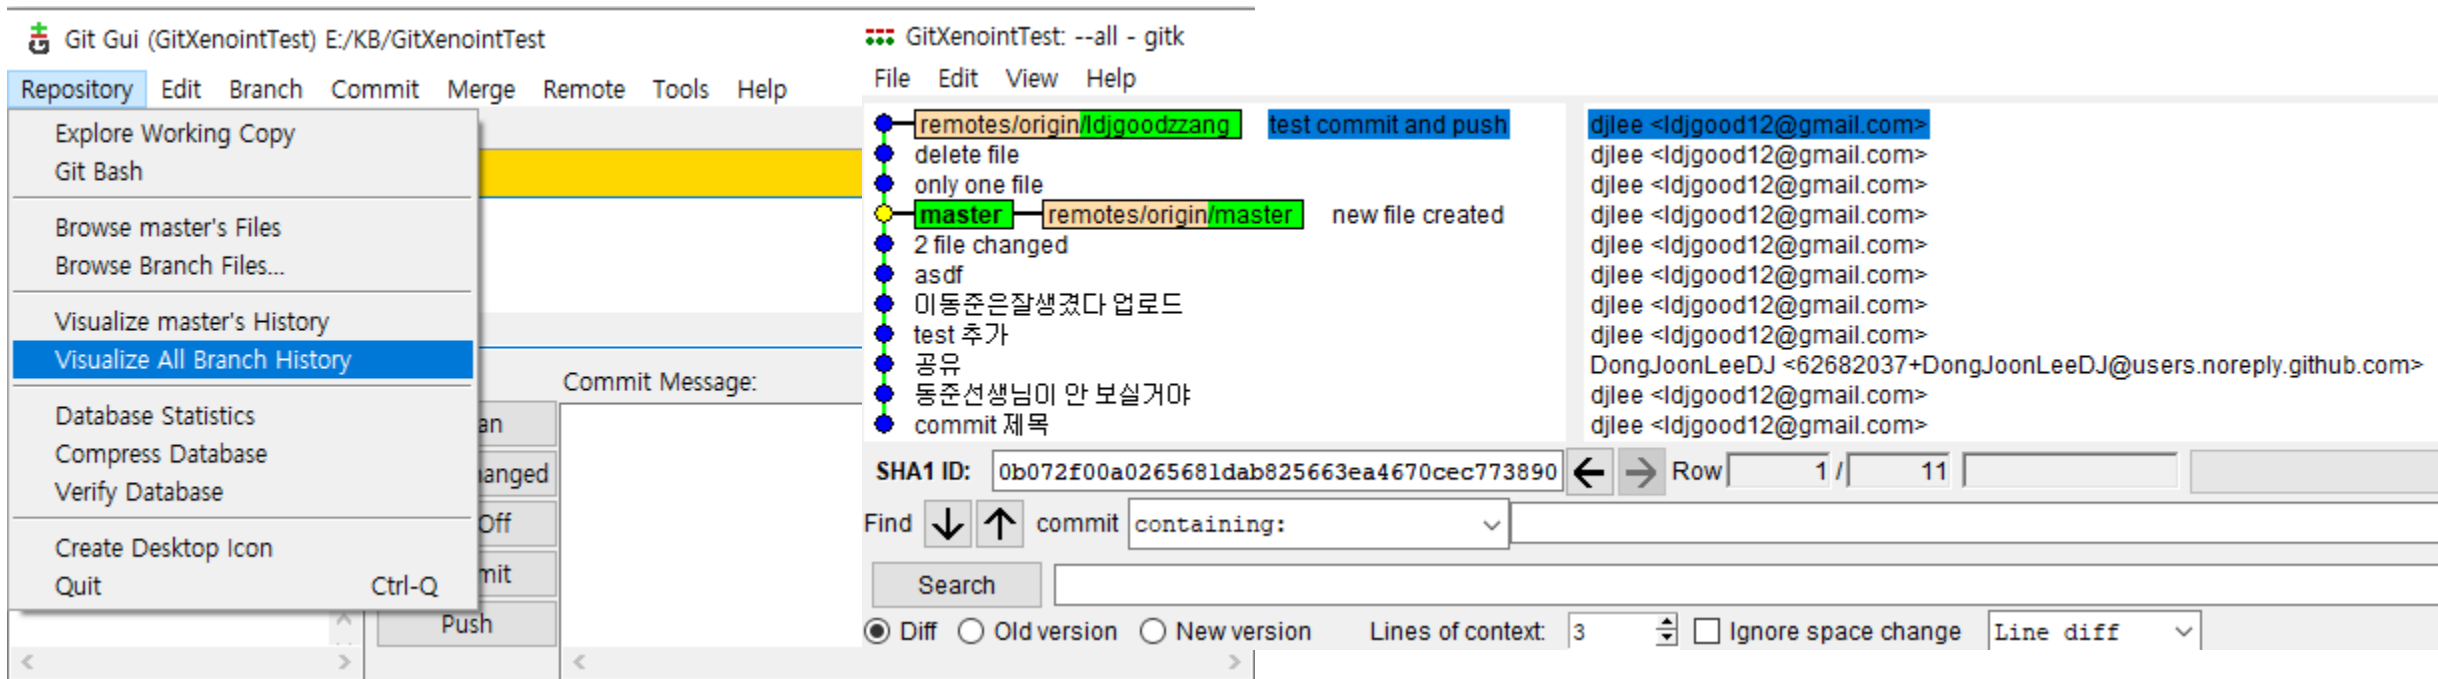 Git Gui (GitXenointTest) E:/KB/GitXenointTest
Repository Edit Branch Commit Merge Remote Tools Help
Explore Working Copy
Git Bash
Browse master's Files
Browse Branch Files...
Visualize master's History
Visualize All Branch History
Database Statistics
Compress Database
Verify Database
Create Desktop Icon
Quit Ctrl-Q
Commit Message:
an
anged
Off
mit
Push
GitXenointTest: --all - gitk
File Edit View Help
remotes/origin/ldjgoodzzang test commit and push djlee <ldjgood12@gmail.com>
delete file djlee <ldjgood12@gmail.com>
only one file djlee <ldjgood12@gmail.com>
master remotes/origin/master new file created djlee <ldjgood12@gmail.com>
2 file changed djlee <ldjgood12@gmail.com>
asdf djlee <ldjgood12@gmail.com>
이동준은잘생겼다 업로드 djlee <ldjgood12@gmail.com>
test 추가 djlee <ldjgood12@gmail.com>
공유 DongJoonLeeDJ <62682037+DongJoonLeeDJ@users.noreply.github.com>
동준선생님이 안 보실거야 djlee <ldjgood12@gmail.com>
commit 제목 djlee <ldjgood12@gmail.com>
SHA1 ID: 0b072f00a0265681dab825663ea4670cec773890 Row 1 / 11
Find commit containing:
Search
Diff Old version New version Lines of context: 3 Ignore space change Line diff